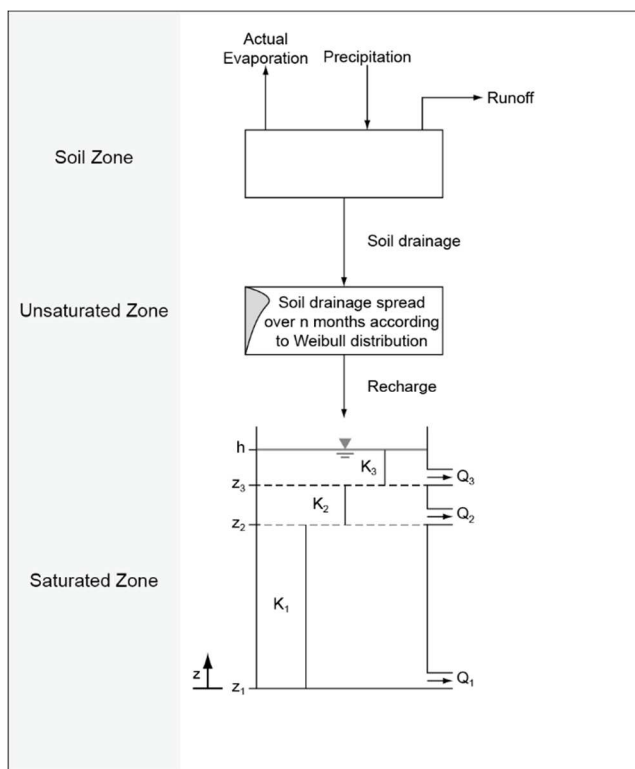 Actual
Evaporation
Precipitation
Runoff
Soil Zone
Soil drainage
Unsaturated Zone
Soil drainage spread
over n months according
to Weibull distribution
Recharge
h
K₃
Q₃
z₃
K₂
Q₂
z₂
Saturated Zone
K₁
z
Q₁
z₁